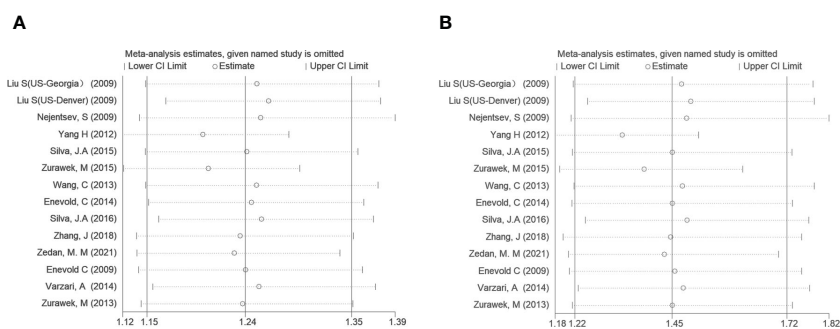 A
Meta-analysis estimates, given named study is omitted
Lower CI Limit Estimate Upper CI Limit
Liu S(US-Georgia） (2009)
Liu S(US-Denver) (2009)
Nejentsev, S (2009)
Yang H (2012)
Silva, J.A (2015)
Zurawek, M (2015)
Wang, C (2013)
Enevold, C (2014)
Silva, J.A (2016)
Zhang, J (2018)
Zedan, M. M (2021)
Enevold C (2009)
Varzari, A (2014)
Zurawek, M (2013)
1.12 1.15 1.24 1.35 1.39
B
Meta-analysis estimates, given named study is omitted
Lower CI Limit Estimate Upper CI Limit
Liu S(US-Georgia） (2009)
Liu S(US-Denver) (2009)
Nejentsev, S (2009)
Yang H (2012)
Silva, J.A (2015)
Zurawek, M (2015)
Wang, C (2013)
Enevold, C (2014)
Silva, J.A (2016)
Zhang, J (2018)
Zedan, M. M (2021)
Enevold C (2009)
Varzari, A (2014)
Zurawek, M (2013)
1.18 1.22 1.45 1.72 1.82